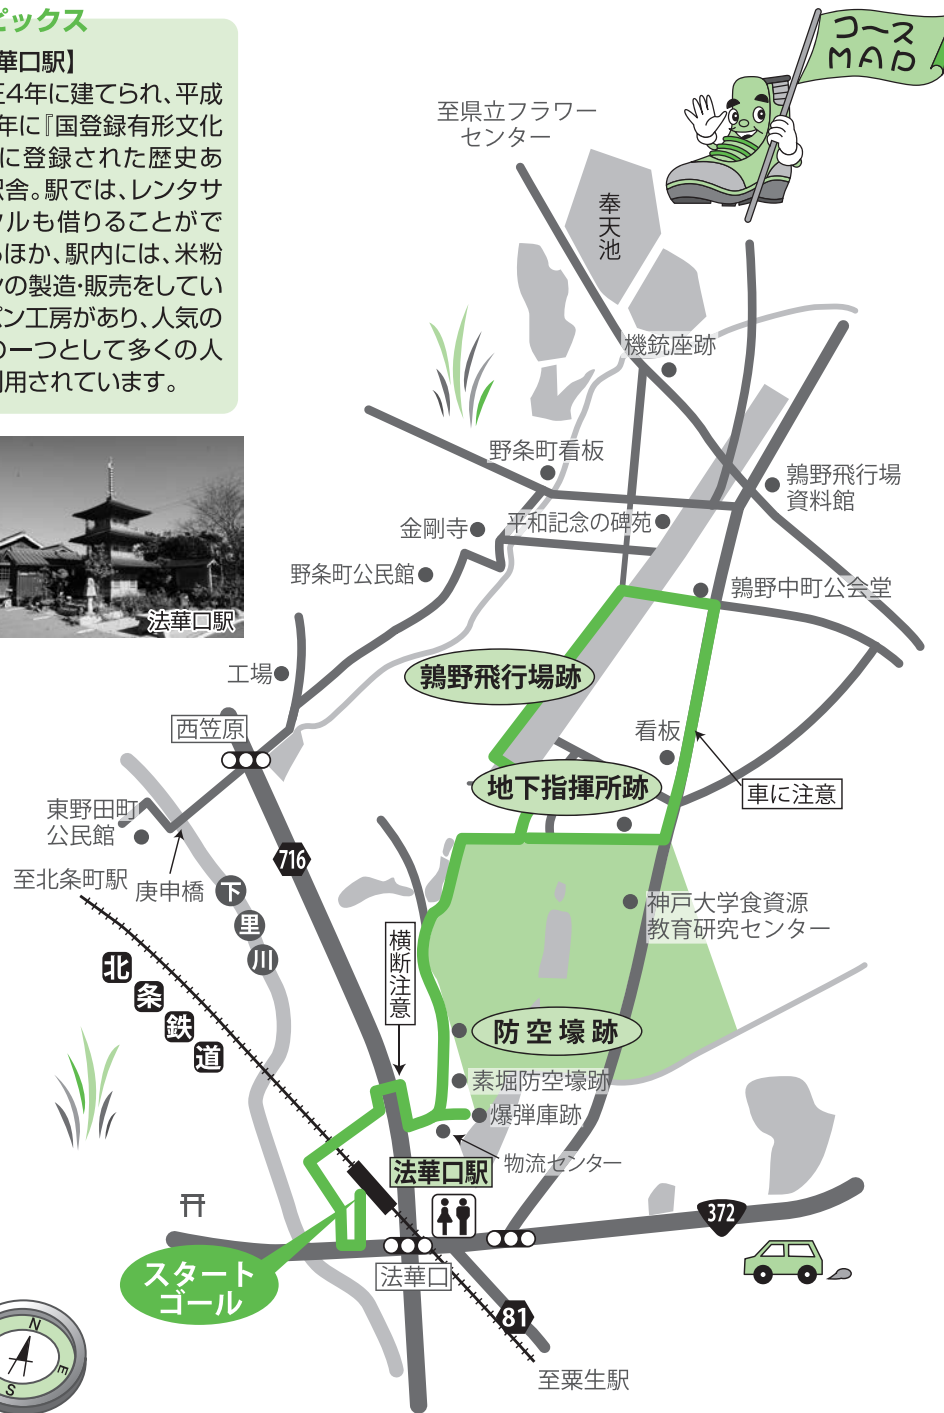 ピックス
華口駅】
正4年に建てられ、平成
年に『国登録有形文化
に登録された歴史あ
駅舎。駅では、レンタサ
クルも借りることがで
るほか、駅内には、米粉
ンの製造・販売をしてい
パン工房があり、人気の
の一つとして多くの人
利用されています。
法華口駅
コース
MAP
至県立フラワー
センター
奉天池
機銃座跡
野条町看板
鶉野飛行場
資料館
金剛寺
平和記念の碑苑
野条町公民館
鶉野中町公会堂
工場
鶉野飛行場跡
西笠原
看板
地下指揮所跡
車に注意
東野田町
公民館
716
至北条町駅
庚申橋
下里川
神戸大学食資源
教育研究センター
横断注意
北条鉄道
防空壕跡
素堀防空壕跡
爆弾庫跡
物流センター
法華口駅
372
スタート
ゴール
法華口
81
至粟生駅
N
E
S